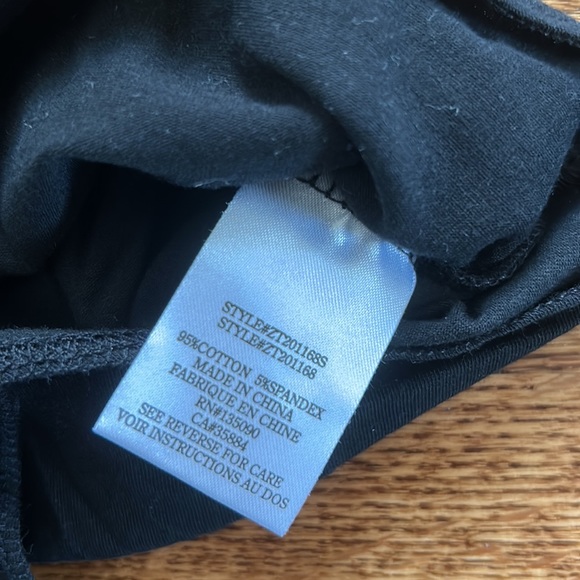 STYLE#ZT201168S
STYLE#ZT201168
95%COTTON 5%SPANDEX
MADE IN CHINA
FABRIQUE EN CHINE
RN#135090
CA#35884
SEE REVERSE FOR CARE
VOIR INSTRUCTIONS AU DOS